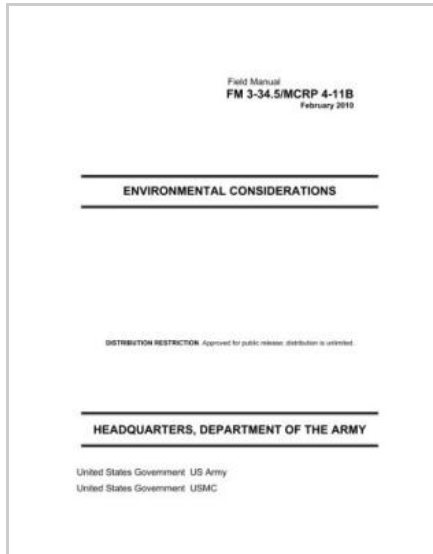 Field Manual
FM 3-34.5/MCRP 4-11B
February 2010
ENVIRONMENTAL CONSIDERATIONS
DISTRIBUTION RESTRICTION Approved for public release; distribution is unlimited.
HEADQUARTERS, DEPARTMENT OF THE ARMY
United States Government US Army
United States Government USMC